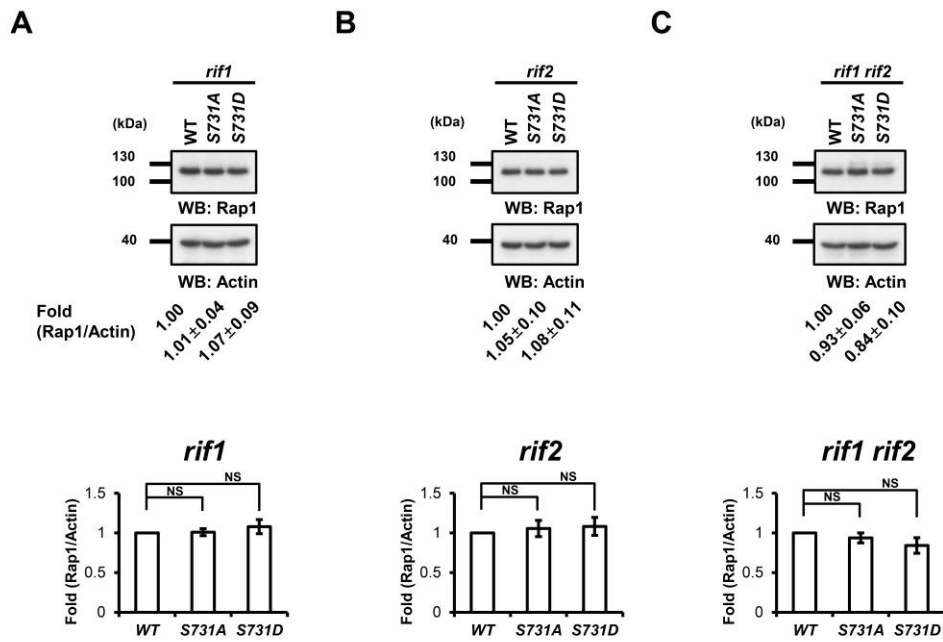 A
rif1
(kDa)
WT
S731A
S731D
130
100
WB: Rap1
40
WB: Actin
Fold
(Rap1/Actin)
1.00
1.01±0.04
1.07±0.09
rif1
Fold (Rap1/Actin)
1.5
1
0.5
0
NS
NS
WT S731A S731D
B
rif2
(kDa)
WT
S731A
S731D
130
100
WB: Rap1
40
WB: Actin
1.00
1.05±0.10
1.08±0.11
rif2
Fold (Rap1/Actin)
1.5
1
0.5
0
NS
NS
WT S731A S731D
C
rif1 rif2
(kDa)
WT
S731A
S731D
130
100
WB: Rap1
40
WB: Actin
1.00
0.93±0.06
0.84±0.10
rif1 rif2
Fold (Rap1/Actin)
1.5
1
0.5
0
NS
NS
WT S731A S731D